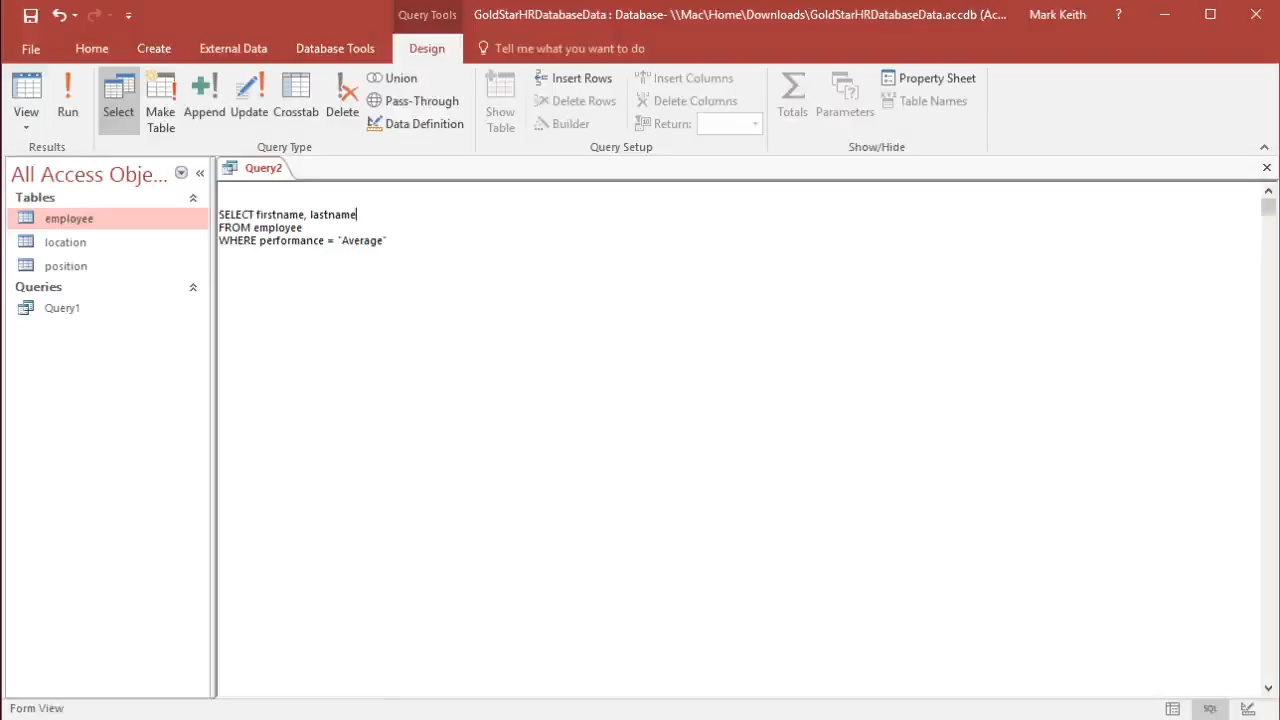 Query Tools
GoldStarHRDatabaseData : Database- \\Mac\Home\Downloads\GoldStarHRDatabaseData.accdb (Ac...
Mark Keith
?
File
Home
Create
External Data
Database Tools
Design
Tell me what you want to do
View
Run
Select
Make Table
Append
Update
Crosstab
Delete
Union
Pass-Through
Data Definition
Show Table
Insert Rows
Delete Rows
Builder
Insert Columns
Delete Columns
Return:
Totals
Parameters
Property Sheet
Table Names
Results
Query Type
Query Setup
Show/Hide
All Access Obje...
Tables
employee
location
position
Queries
Query1
Query2
SELECT firstname, lastname
FROM employee
WHERE performance = "Average"
Form View
SQL